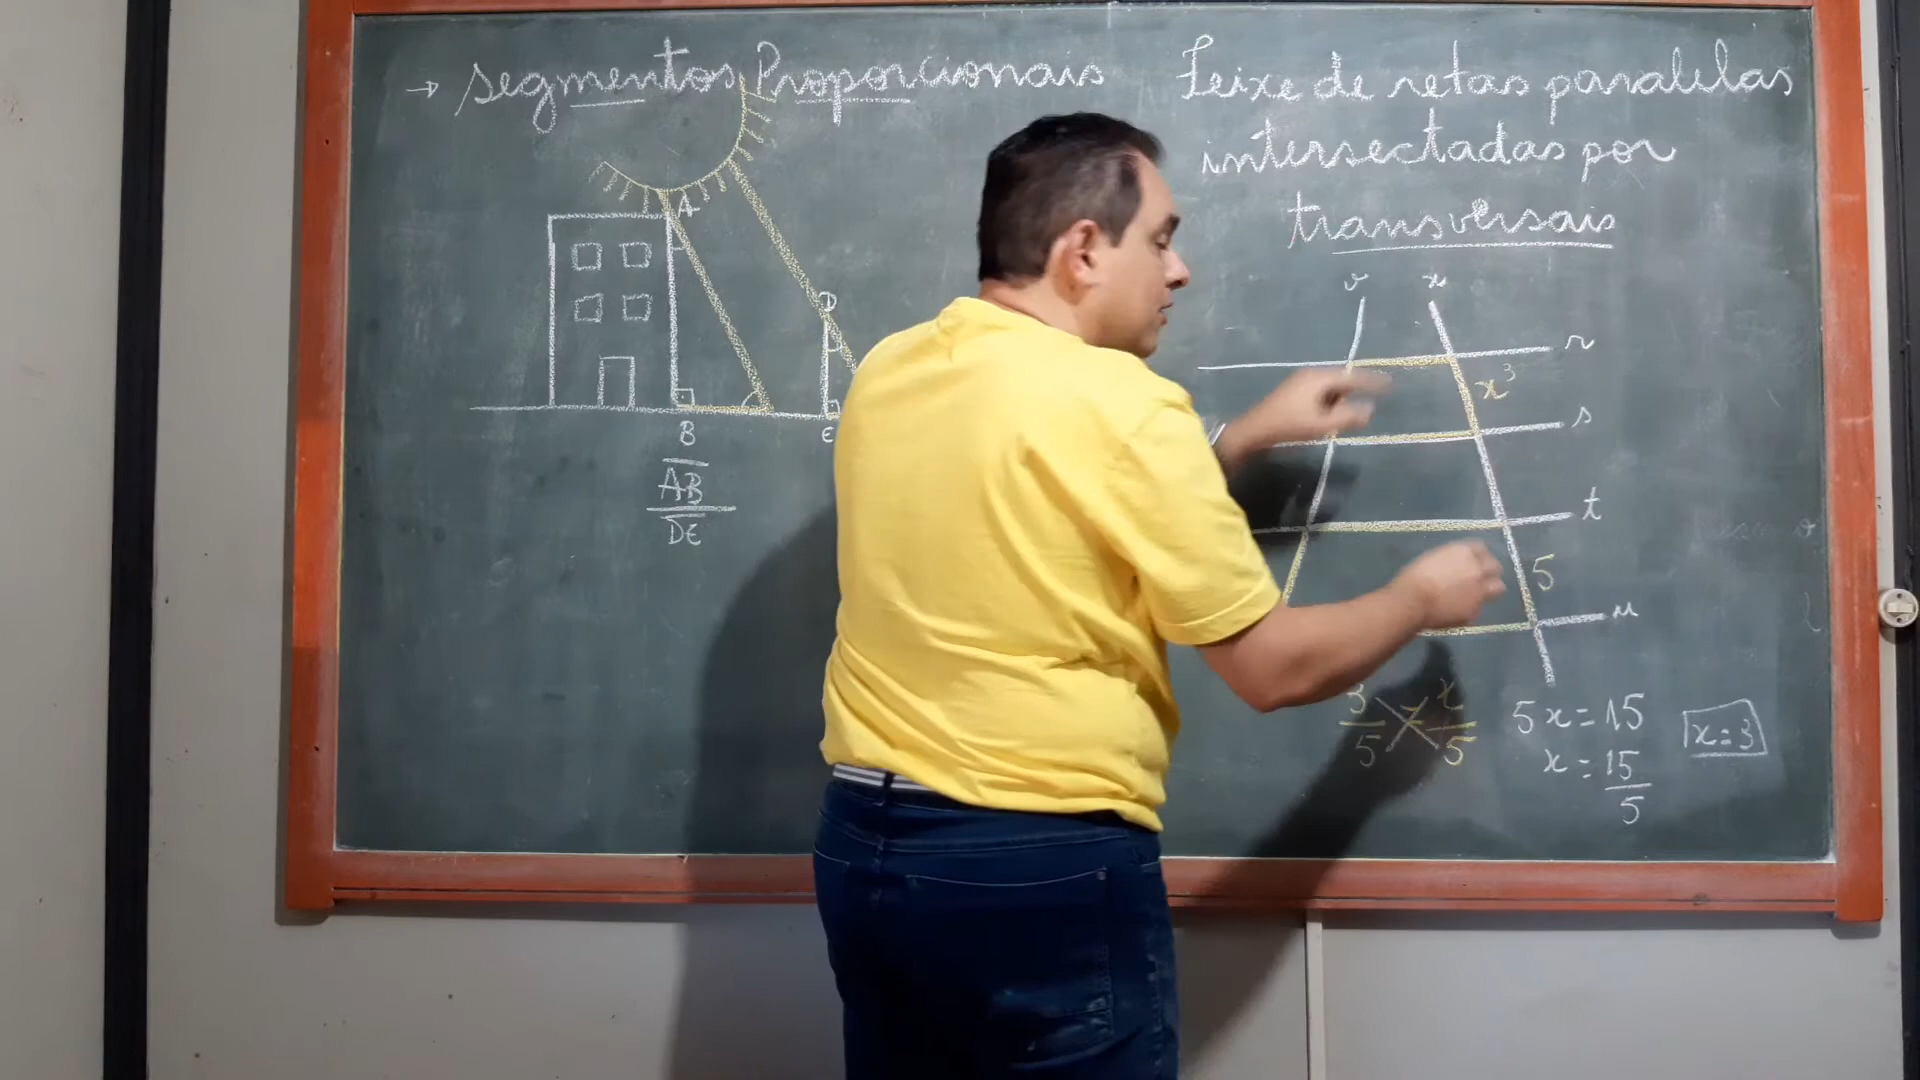 → Segmentos Proporcionais
A
D
B
E
AB
DE
Feixe de retas paralelas
intersectadas por
transversais
v x
r
x 3
s
t
5
u
3/5 = x/5
5x = 15
x = 15/5
x = 3